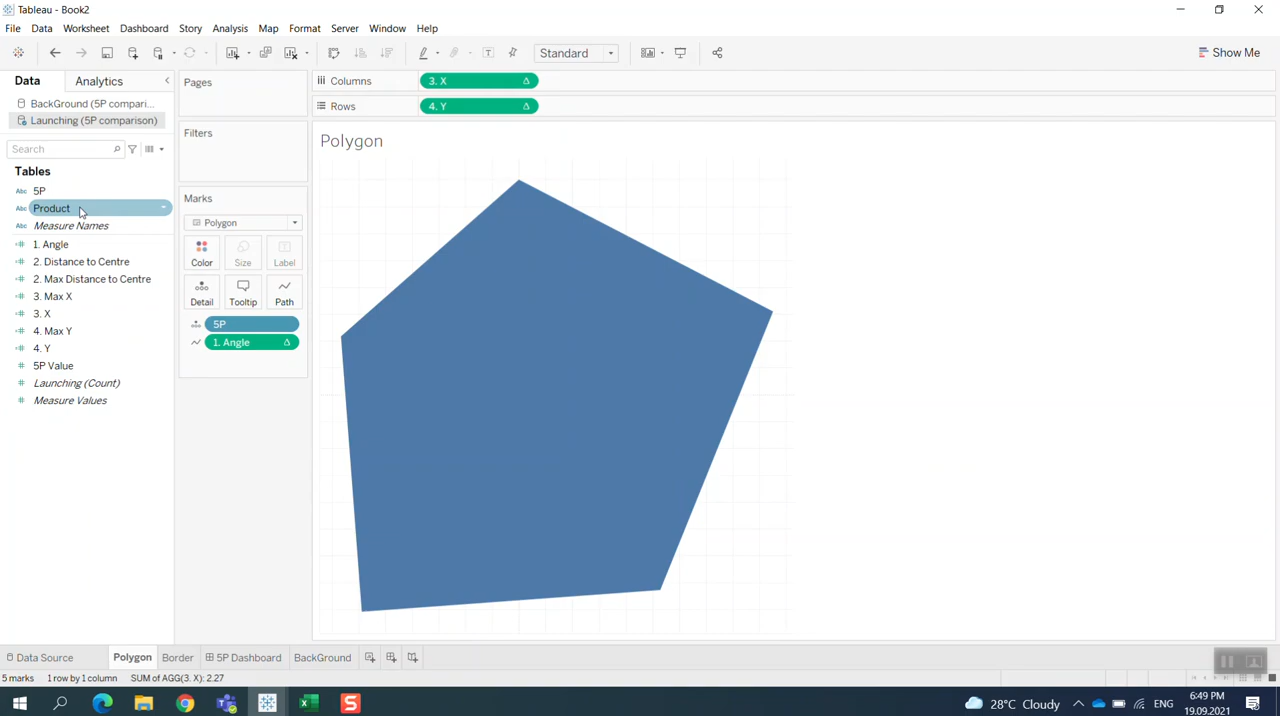 Tableau - Book2
File Data Worksheet Dashboard Story Analysis Map Format Server Window Help
Standard
Show Me
Data Analytics
Pages
Columns 3. X
BackGround (5P compari...
Launching (5P comparison)
Rows 4. Y
Search
Filters
Polygon
Tables
Abc 5P
Abc Product
Abc Measure Names
Marks
Polygon
1. Angle
2. Distance to Centre
2. Max Distance to Centre
3. Max X
3. X
4. Max Y
4. Y
5P Value
Launching (Count)
Measure Values
Color Size Label
Detail Tooltip Path
5P
1. Angle
Data Source Polygon Border 5P Dashboard BackGround
5 marks 1 row by 1 column SUM of AGG(3. X): 2.27
28°C Cloudy ENG 6:49 PM
19.09.2021